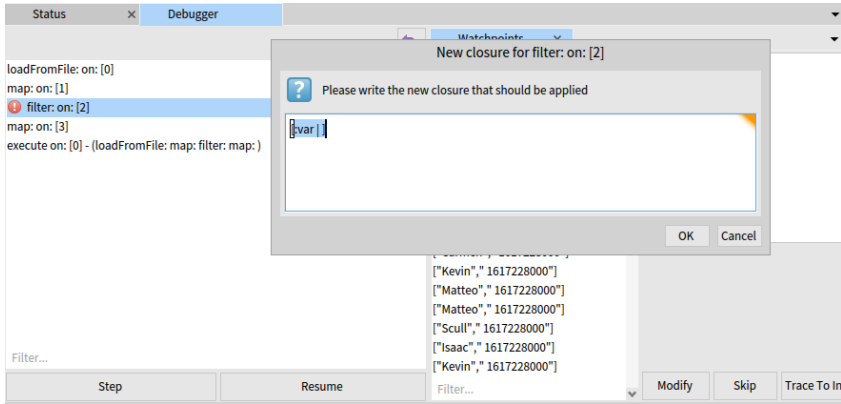 Status
Debugger
Watchpoints
New closure for filter: on: [2]
Please write the new closure that should be applied
[:var | ]
OK
Cancel
loadFromFile: on: [0]
map: on: [1]
filter: on: [2]
map: on: [3]
execute on: [0] - (loadFromFile: map: filter: map: )
["Kevin"," 1617228000"]
["Matteo"," 1617228000"]
["Matteo"," 1617228000"]
["Scull"," 1617228000"]
["Isaac"," 1617228000"]
["Kevin"," 1617228000"]
Filter...
Filter...
Step
Resume
Modify
Skip
Trace To In